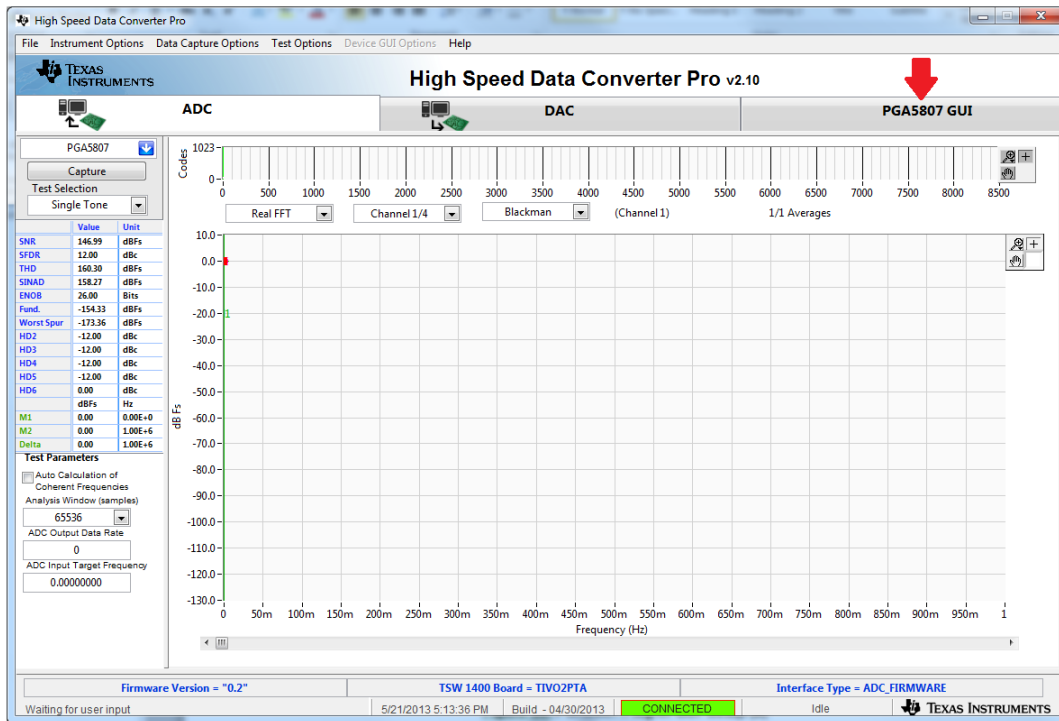 High Speed Data Converter Pro
File Instrument Options Data Capture Options Test Options Device GUI Options Help
TEXAS INSTRUMENTS
High Speed Data Converter Pro v2.10
ADC DAC PGA5807 GUI
PGA5807
Capture
Test Selection
Single Tone
Value Unit
SNR 146.99 dBFs
SFDR 12.00 dBc
THD 160.30 dBFs
SINAD 158.27 dBFs
ENOB 26.00 Bits
Fund. -154.33 dBFs
Worst Spur -173.36 dBFs
HD2 -12.00 dBc
HD3 -12.00 dBc
HD4 -12.00 dBc
HD5 -12.00 dBc
HD6 0.00 dBc
dBFs Hz
M1 0.00 0.00E+0
M2 0.00 1.00E+6
Delta 0.00 1.00E+6
Test Parameters
Auto Calculation of
Coherent Frequencies
Analysis Window (samples)
65536
ADC Output Data Rate
0
ADC Input Target Frequency
0.00000000
Codes
1023
0
0 500 1000 1500 2000 2500 3000 3500 4000 4500 5000 5500 6000 6500 7000 7500 8000 8500
Real FFT Channel 1/4 Blackman (Channel 1) 1/1 Averages
10.0
0.0
-10.0
-20.0
1
-30.0
-40.0
-50.0
-60.0
-70.0
-80.0
-90.0
-100.0
-110.0
-120.0
-130.0
dB Fs
0 50m 100m 150m 200m 250m 300m 350m 400m 450m 500m 550m 600m 650m 700m 750m 800m 850m 900m 950m 1
Frequency (Hz)
Firmware Version = "0.2" TSW 1400 Board = TIVO2PTA Interface Type = ADC_FIRMWARE
Waiting for user input 5/21/2013 5:13:36 PM Build - 04/30/2013 CONNECTED Idle TEXAS INSTRUMENTS